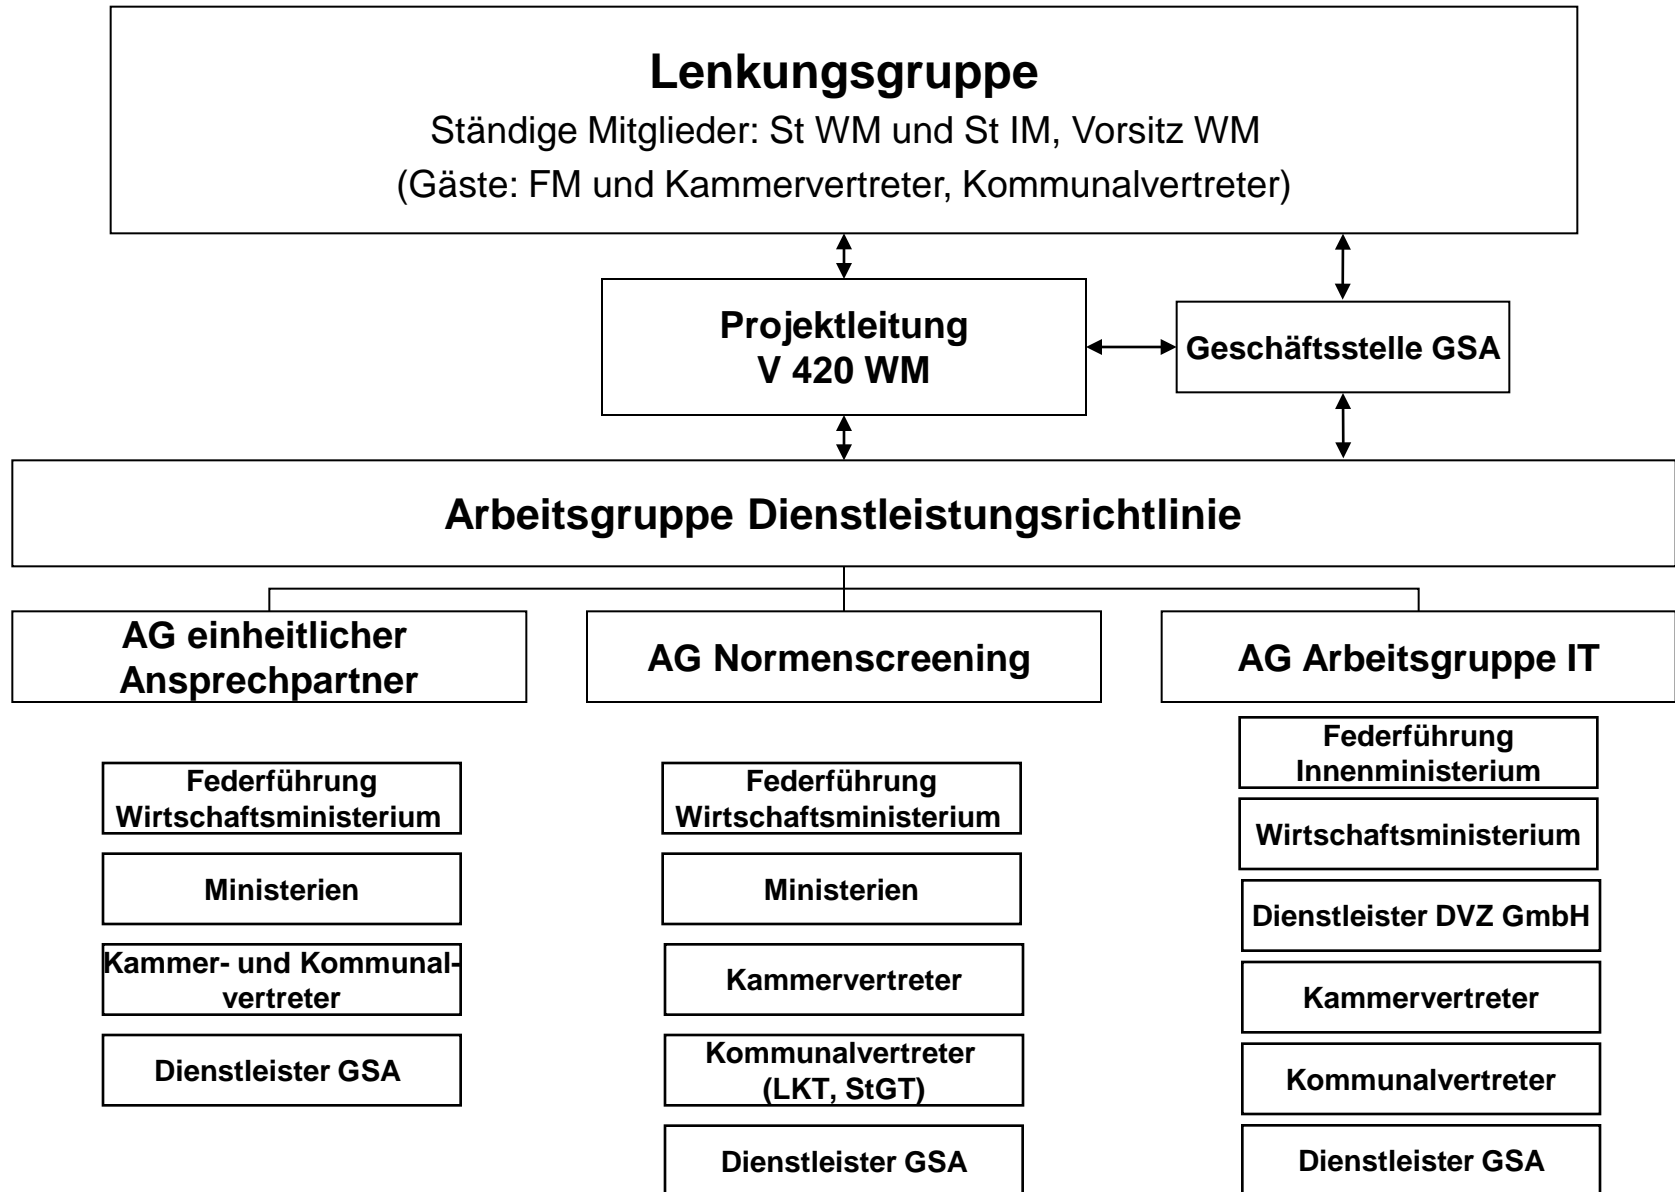 Lenkungsgruppe
Ständige Mitglieder: St WM und St IM, Vorsitz WM
(Gäste: FM und Kammervertreter, Kommunalvertreter)
Projektleitung
V 420 WM
Geschäftsstelle GSA
Arbeitsgruppe Dienstleistungsrichtlinie
AG einheitlicher
Ansprechpartner
AG Normenscreening
AG Arbeitsgruppe IT
Federführung
Wirtschaftsministerium
Ministerien
Kammer- und Kommunal-
vertreter
Dienstleister GSA
Federführung
Wirtschaftsministerium
Ministerien
Kammervertreter
Kommunalvertreter
(LKT, StGT)
Dienstleister GSA
Federführung
Innenministerium
Wirtschaftsministerium
Dienstleister DVZ GmbH
Kammervertreter
Kommunalvertreter
Dienstleister GSA